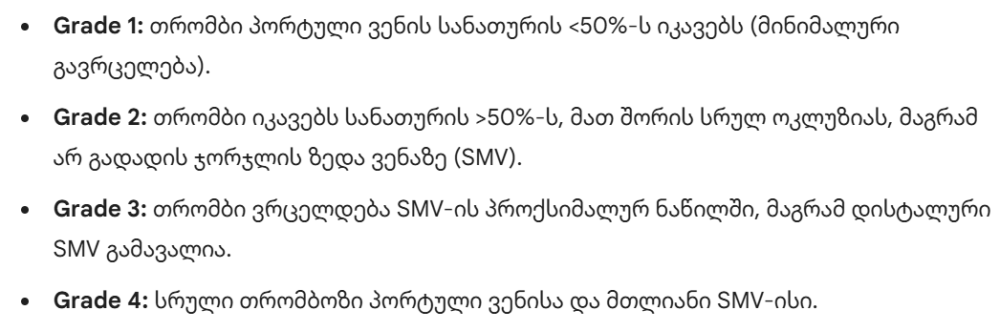 • Grade 1: თრომბი პორტული ვენის სანათურის <50%-ს იკავებს (მინიმალური
გავრცელება).
• Grade 2: თრომბი იკავებს სანათურის >50%-ს, მათ შორის სრულ ოკლუზიას, მაგრამ
არ გადადის ჯორჯლის ზედა ვენაზე (SMV).
• Grade 3: თრომბი ვრცელდება SMV-ის პროქსიმალურ ნაწილში, მაგრამ დისტალური
SMV გამავალია.
• Grade 4: სრული თრომბოზი პორტული ვენისა და მთლიანი SMV-ისი.